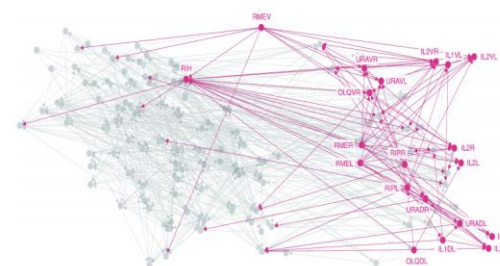 RMEV
IL2VR
IL1VL
IL2VL
URAVR
RIH
URAVL
OLQVR
RMER
IL2R
RIPR
RMEL
IL2L
RIPL
URADR
URADL
IL1DL
OLQDL